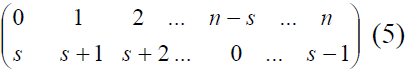 0 1 2 ... n − s ... n
s s + 1 s + 2 ... 0 ... s − 1 (5)